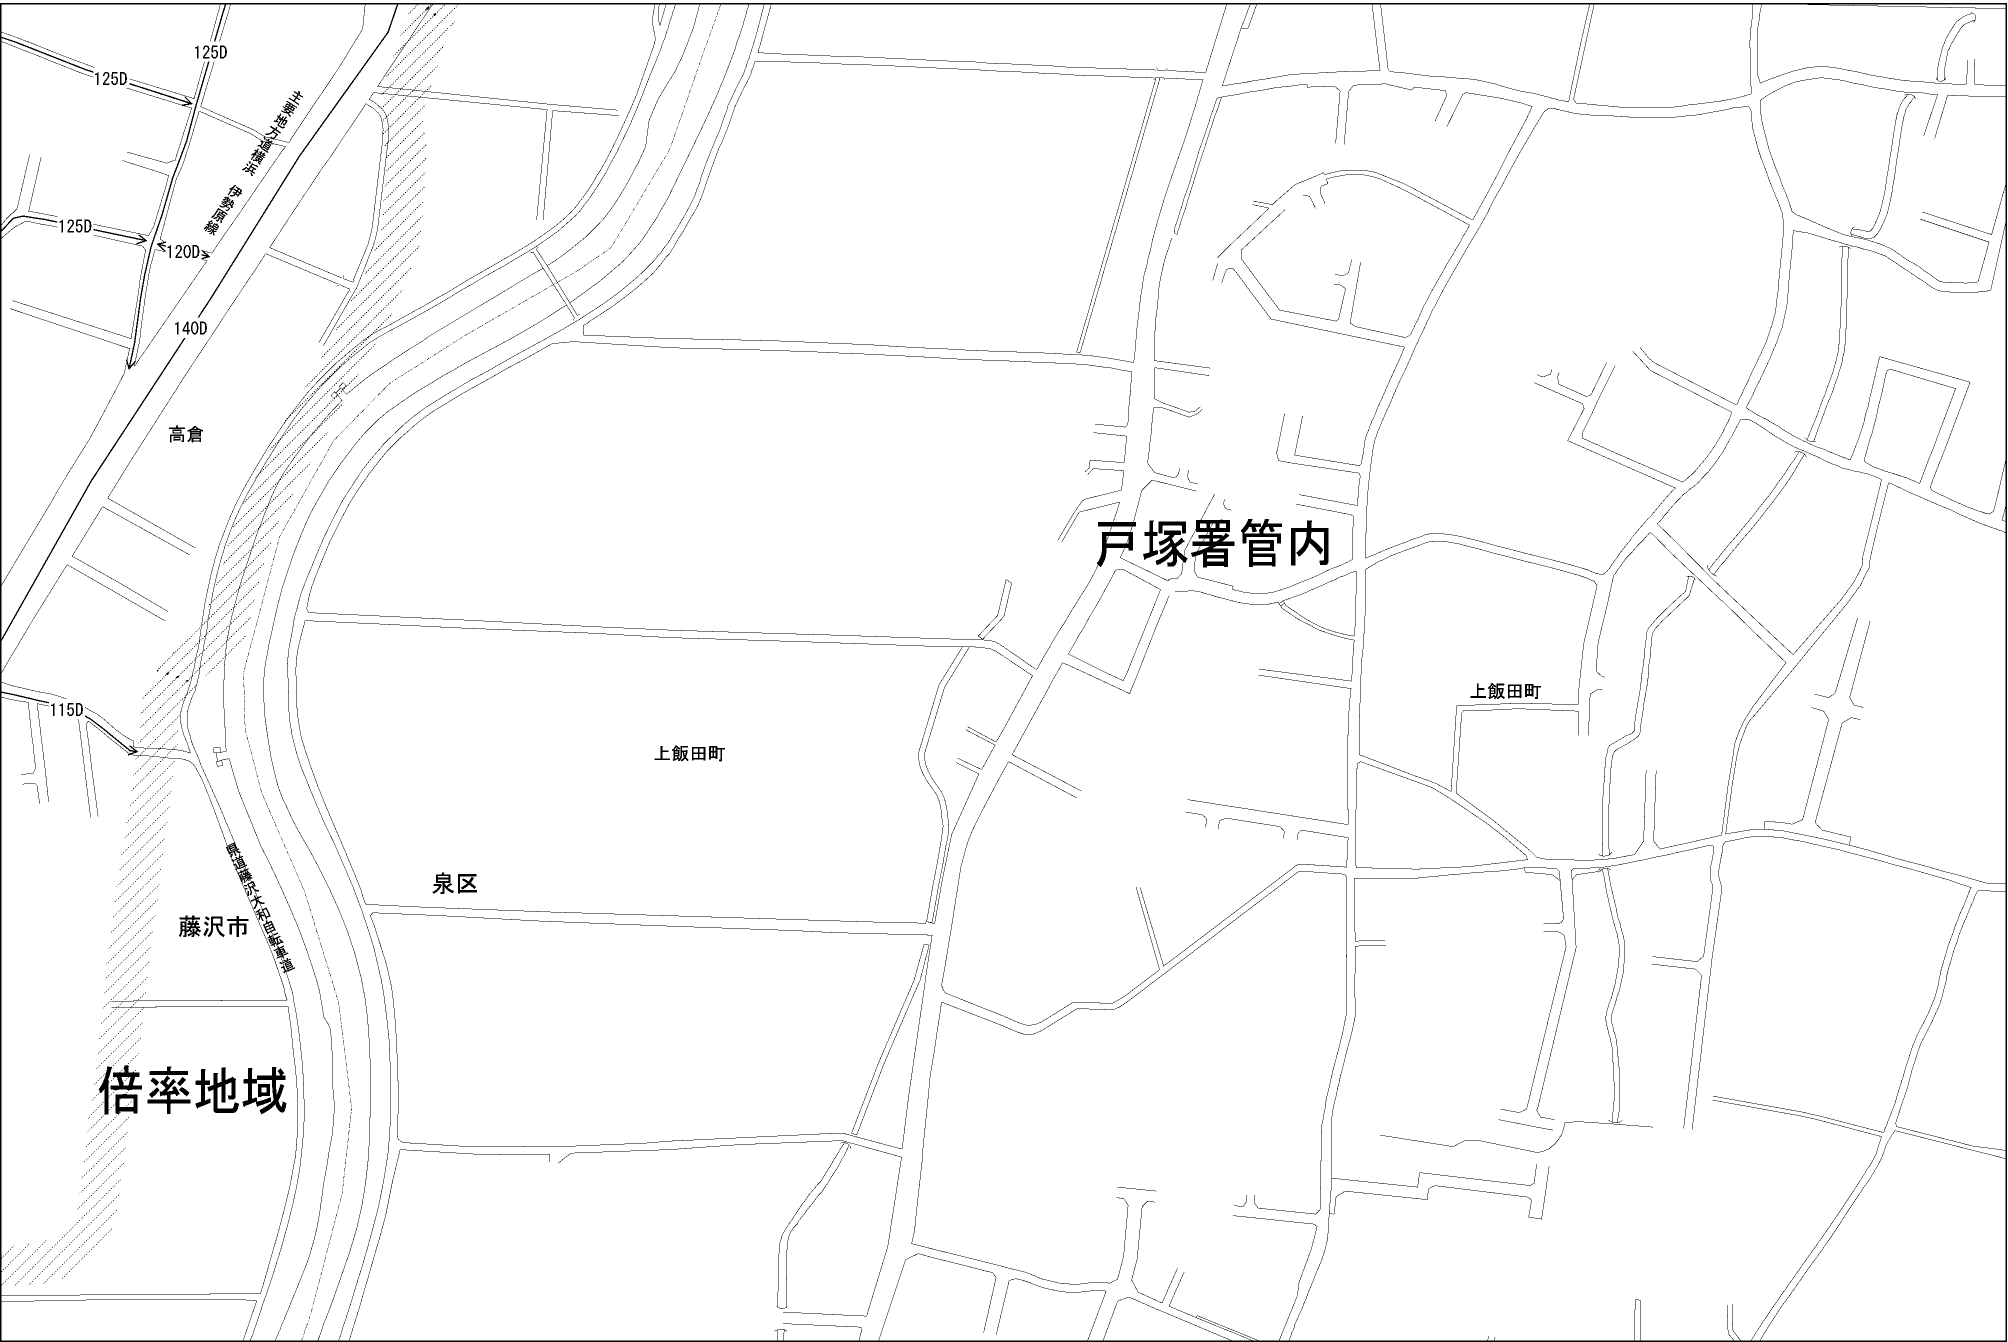 125D
125D
主要地方道横浜 伊勢原線
125D
120D
140D
高倉
戸塚署管内
上飯田町
115D
上飯田町
県道藤沢大和自転車道
泉区
藤沢市
倍率地域